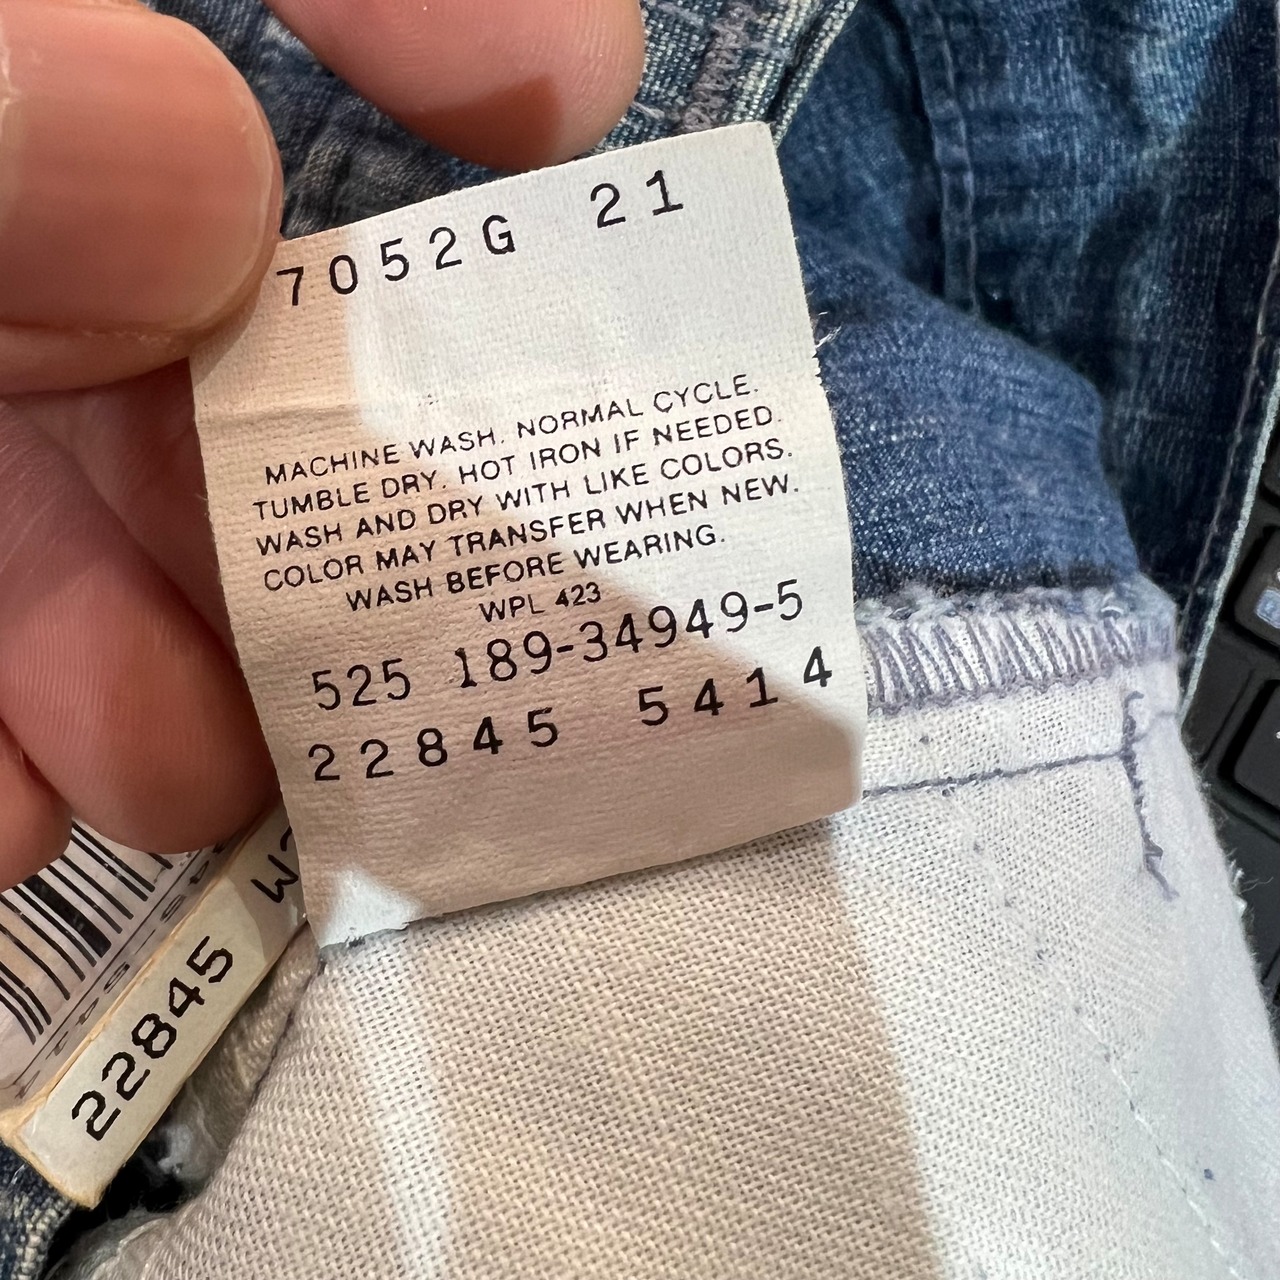 7052G 21
MACHINE WASH. NORMAL CYCLE.
TUMBLE DRY. HOT IRON IF NEEDED.
WASH AND DRY WITH LIKE COLORS.
COLOR MAY TRANSFER WHEN NEW.
WASH BEFORE WEARING.
WPL 423
525 189-34949-5
22845 5414
22845